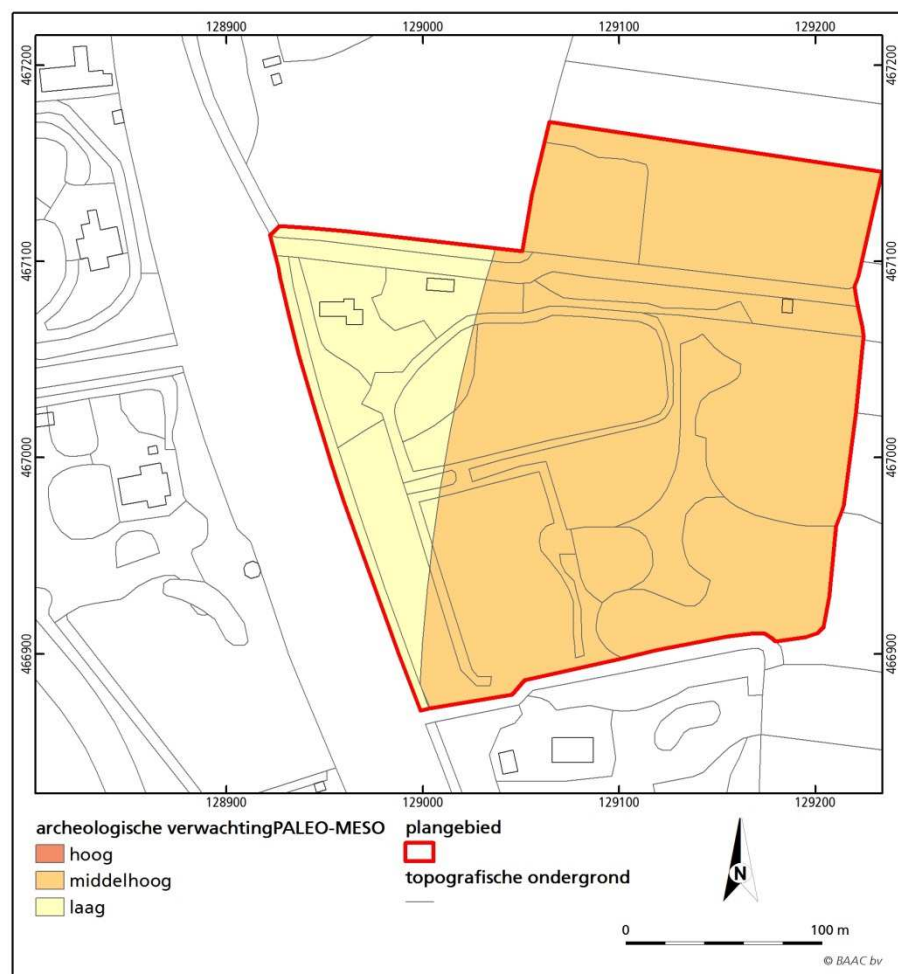 128900 129000 129100 129200
467200 467200
467100 467100
467000 467000
466900 466900
128900 129000 129100 129200
archeologische verwachtingPALEO-MESO
hoog
middelhoog
laag
plangebied
topografische ondergrond
N
0 100 m
© BAAC bv